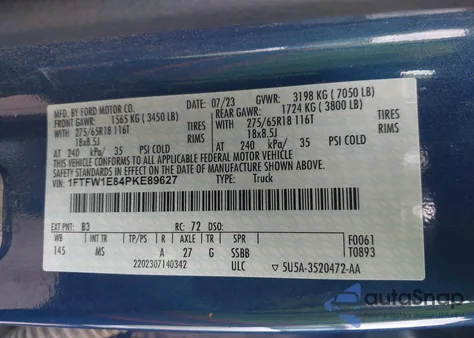 MFD. BY FORD MOTOR CO. 07/23 GVWR: 3198 KG ( 7050 LB)
FRONT GAWR: 1565 KG ( 3450 LB) REAR GAWR: 1724 KG ( 3800 LB)
WITH 275/65R18 116T TIRES WITH 275/65R18 116T TIRES
18x8.5J RIMS 18x8.5J RIMS
AT 240 kPa/ 35 PSI COLD AT 240 kPa/ 35 PSI COLD
THIS VEHICLE CONFORMS TO ALL APPLICABLE FEDERAL MOTOR VEHICLE
SAFETY STANDARDS IN EFFECT ON THE DATE OF MANUFACTURE SHOWN ABOVE.
VIN: 1FTFW1E84PKE89627 TYPE: Truck
EXT PNT: B3 RC: 72 DSO:
WB INT TR TP/PS R AXLE TR SPR F0061
145 MS A 27 G SSBB T0893
2202307140342 ULC 5U5A-3520472-AA
autoSnap